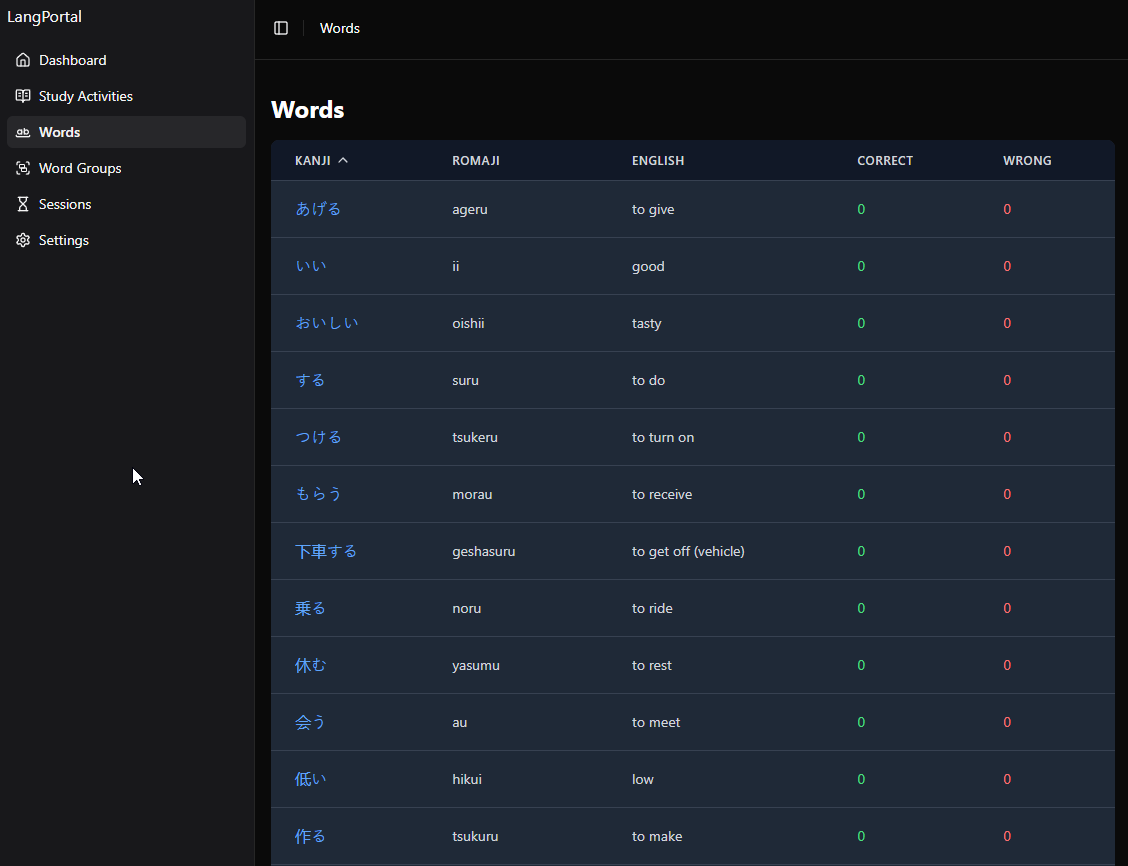 LangPortal
Dashboard
Study Activities
Words
Word Groups
Sessions
Settings
Words
Words
KANJI ROMAJI ENGLISH CORRECT WRONG
あげる ageru to give 0 0
いい ii good 0 0
おいしい oishii tasty 0 0
する suru to do 0 0
つける tsukeru to turn on 0 0
もらう morau to receive 0 0
下車する geshasuru to get off (vehicle) 0 0
乗る noru to ride 0 0
休む yasumu to rest 0 0
会う au to meet 0 0
低い hikui low 0 0
作る tsukuru to make 0 0